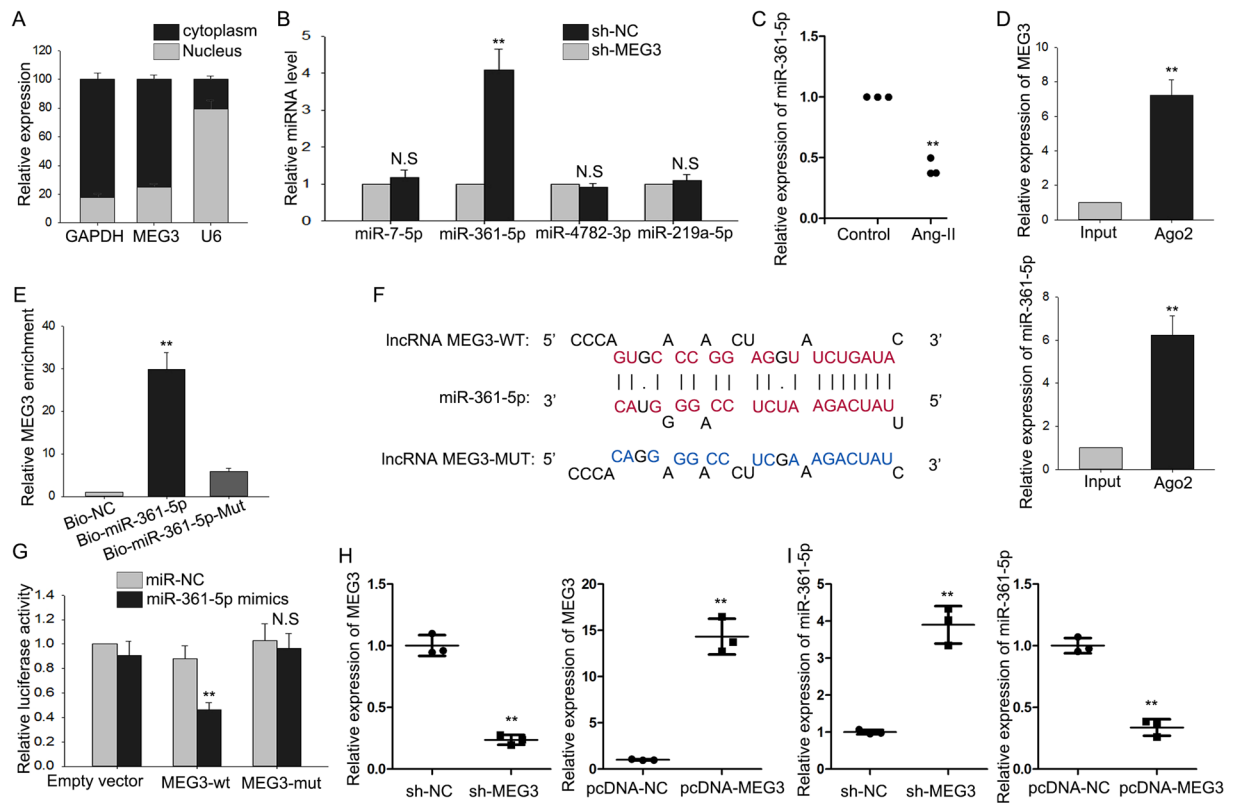 A
cytoplasm
Nucleus
Relative expression
120
100
80
60
40
20
0
GAPDH MEG3 U6
B
sh-NC
sh-MEG3
Relative miRNA level
5
4
3
2
1
0
N.S
**
N.S
N.S
miR-7-5p miR-361-5p miR-4782-3p miR-219a-5p
C
Relative expression of miR-361-5p
1.5
1.0
0.5
0.0
**
Control Ang-II
D
Relative expression of MEG3
10
8
6
4
2
0
**
Input Ago2
Relative expression of miR-361-5p
8
6
4
2
0
**
Input Ago2
E
Relative MEG3 enrichment
40
30
20
10
0
**
Bio-NC
Bio-miR-361-5p
Bio-miR-361-5p-Mut
F
lncRNA MEG3-WT: 5’ CCCA A A CU A C 3’
GUGC CC GG AGGU UCUGAUA
| | . | | | | | | | . | | | | | | | |
miR-361-5p: 3’ CAUG GG CC UCUA AGACUAU 5’
G A U
lncRNA MEG3-MUT: 5’ CAGG GG CC UCGA AGACUAU 3’
CCCA A A CU A C
G
miR-NC
miR-361-5p mimics
Relative luciferase activity
1.4
1.2
1.0
0.8
0.6
0.4
0.2
0.0
**
N.S
Empty vector MEG3-wt MEG3-mut
H
Relative expression of MEG3
1.5
1.0
0.5
0.0
**
sh-NC sh-MEG3
Relative expression of MEG3
20
15
10
5
0
**
pcDNA-NC pcDNA-MEG3
I
Relative expression of miR-361-5p
5
4
3
2
1
0
**
sh-NC sh-MEG3
Relative expression of miR-361-5p
1.5
1.0
0.5
0.0
**
pcDNA-NC pcDNA-MEG3